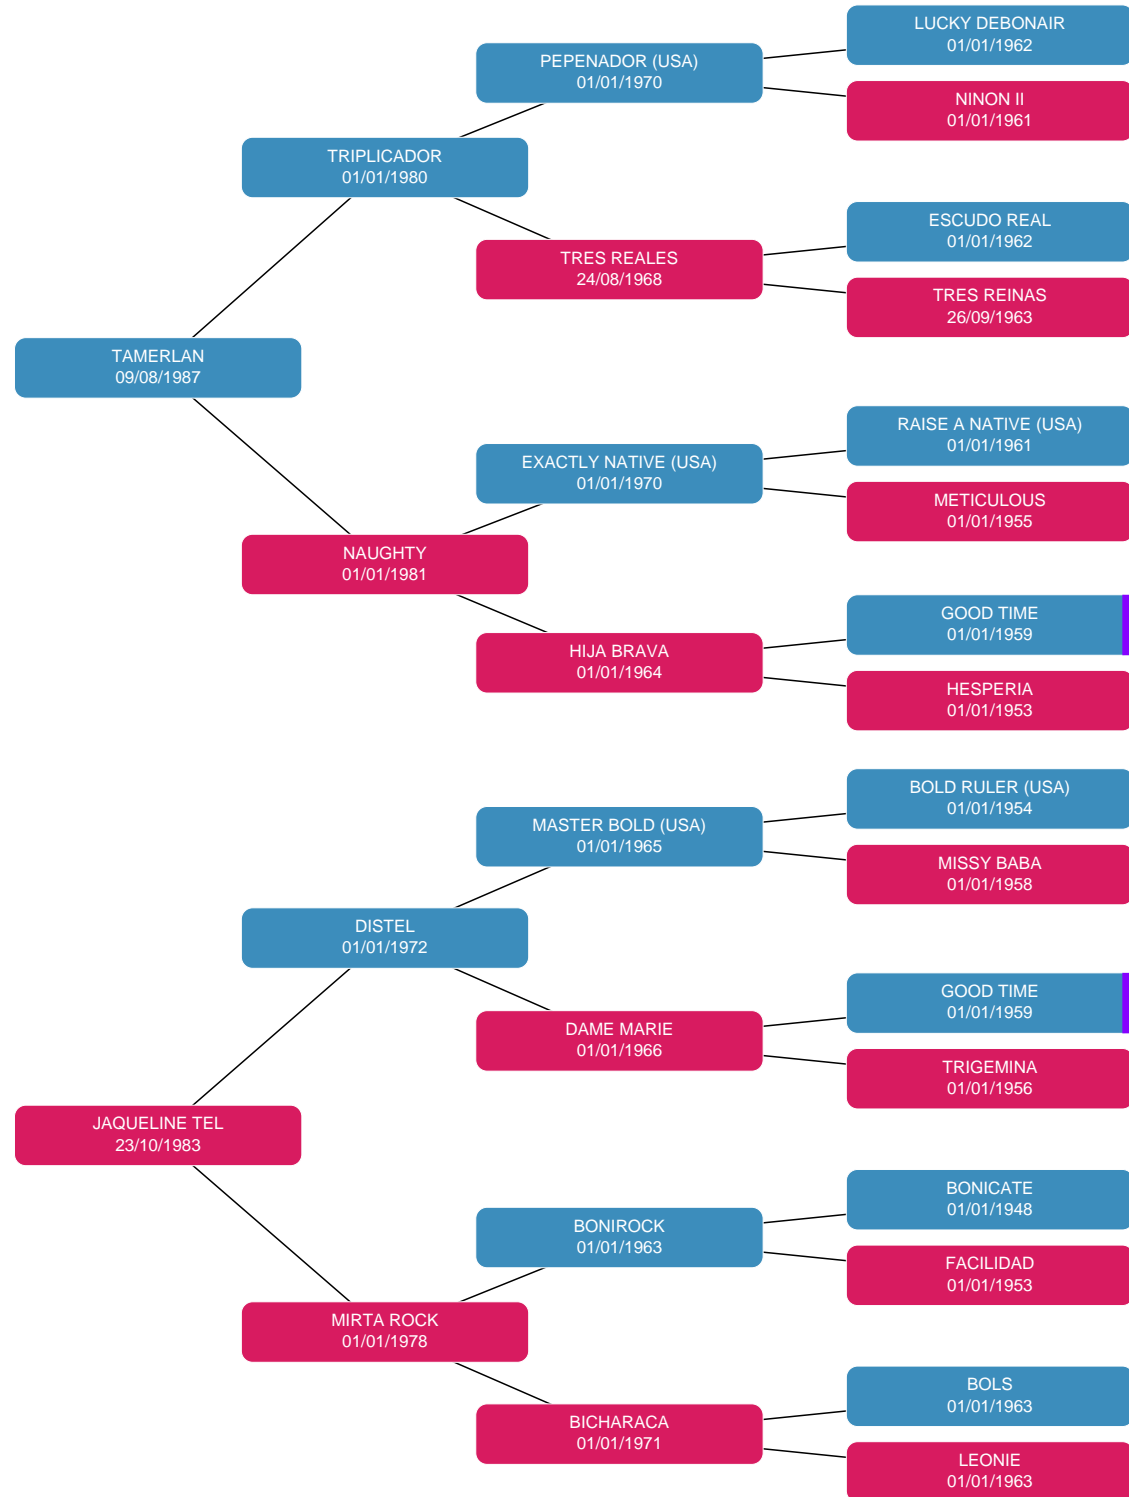 LUCKY DEBONAIR
01/01/1962
PEPENADOR (USA)
01/01/1970
NINON II
01/01/1961
TRIPLICADOR
01/01/1980
ESCUDO REAL
01/01/1962
TRES REALES
24/08/1968
TRES REINAS
26/09/1963
TAMERLAN
09/08/1987
RAISE A NATIVE (USA)
01/01/1961
EXACTLY NATIVE (USA)
01/01/1970
METICULOUS
01/01/1955
NAUGHTY
01/01/1981
GOOD TIME
01/01/1959
HIJA BRAVA
01/01/1964
HESPERIA
01/01/1953
BOLD RULER (USA)
01/01/1954
MASTER BOLD (USA)
01/01/1965
MISSY BABA
01/01/1958
DISTEL
01/01/1972
GOOD TIME
01/01/1959
DAME MARIE
01/01/1966
TRIGEMINA
01/01/1956
JAQUELINE TEL
23/10/1983
BONICATE
01/01/1948
BONIROCK
01/01/1963
FACILIDAD
01/01/1953
MIRTA ROCK
01/01/1978
BOLS
01/01/1963
BICHARACA
01/01/1971
LEONIE
01/01/1963